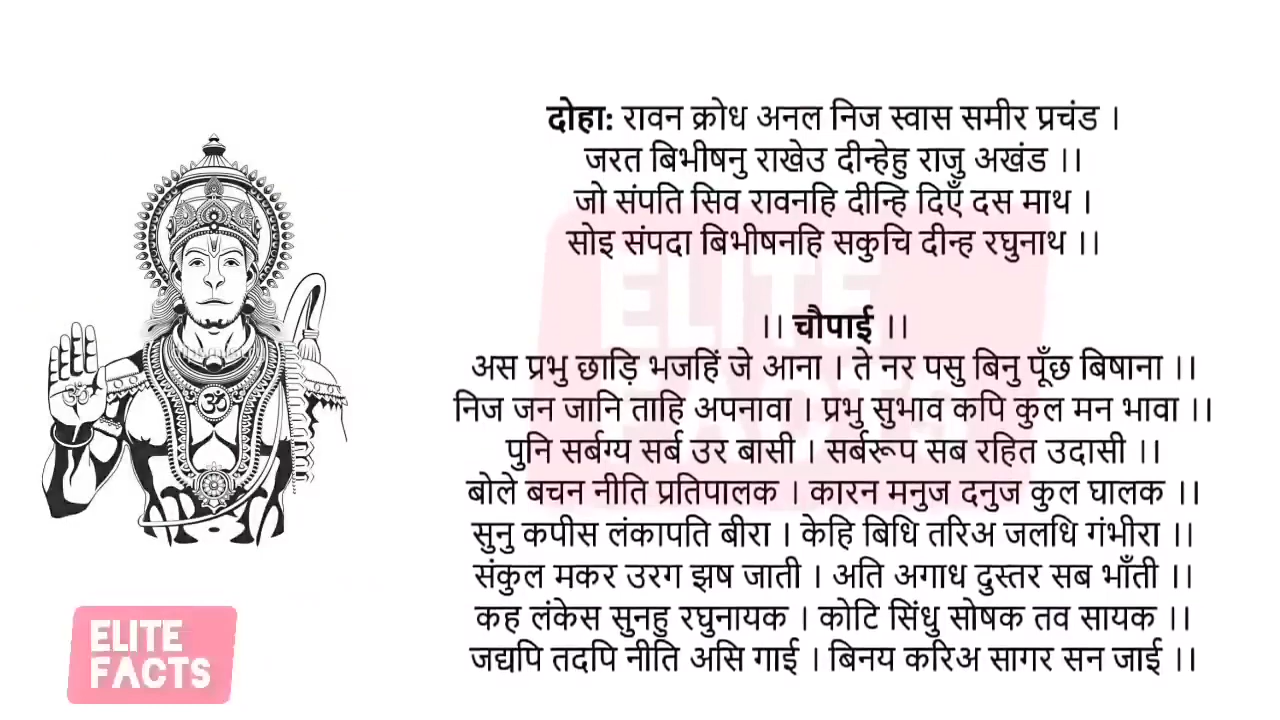 दोहा: रावन क्रोध अनल निज स्वास समीर प्रचंड ।
जरत बिभीषनु राखेउ दीन्हेहु राजु अखंड ।।
जो संपति सिव रावनहि दीन्हि दिएँ दस माथ ।
सोइ संपदा बिभीषनहि सकुचि दीन्ह रघुनाथ ।।
।। चौपाई ।।
अस प्रभु छाड़ि भजहिं जे आना । ते नर पसु बिनु पूँछ बिषाना ।।
निज जन जानि ताहि अपनावा । प्रभु सुभाव कपि कुल मन भावा ।।
पुनि सर्बग्य सर्ब उर बासी । सर्बरूप सब रहित उदासी ।।
बोले बचन नीति प्रतिपालक । कारन मनुज दनुज कुल घालक ।।
सुनु कपीस लंकापति बीरा । केहि बिधि तरिअ जलधि गंभीरा ।।
संकुल मकर उरग झष जाती । अति अगाध दुस्तर सब भाँती ।।
कह लंकेस सुनहु रघुनायक । कोटि सिंधु सोषक तव सायक ।।
जद्यपि तदपि नीति असि गाई । बिनय करिअ सागर सन जाई ।।
ELITE
FACTS
ELITE
FACTS
ॐ
ॐ